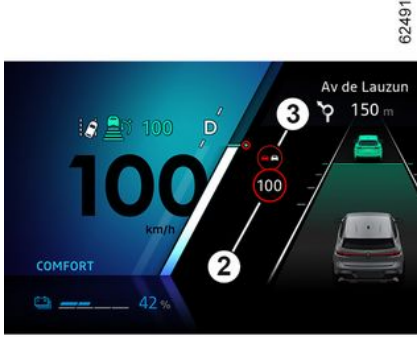 62491
Av de Lauzun
150 m
3
100
D
100
100
km/h
2
COMFORT
42 %